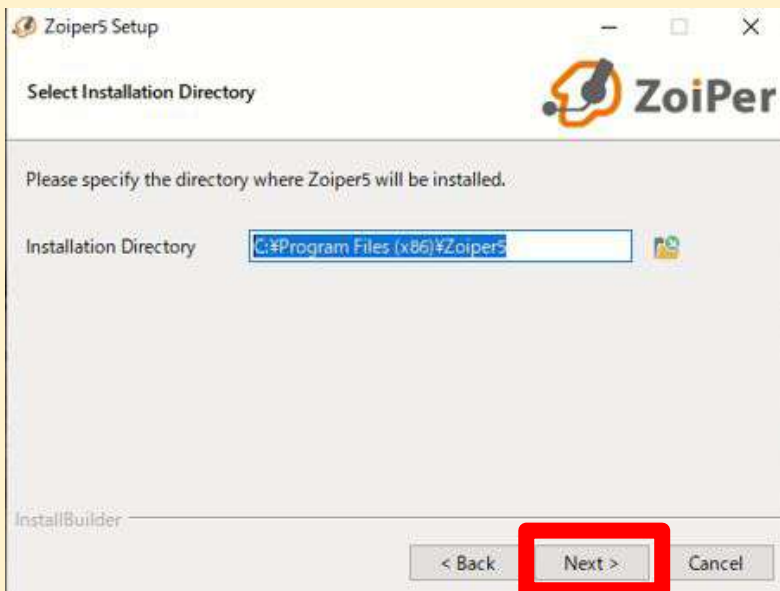 Zoiper5 Setup
Select Installation Directory
ZoiPer
Please specify the directory where Zoiper5 will be installed.
Installation Directory C:¥Program Files (x86)¥Zoiper5
InstallBuilder
< Back Next > Cancel